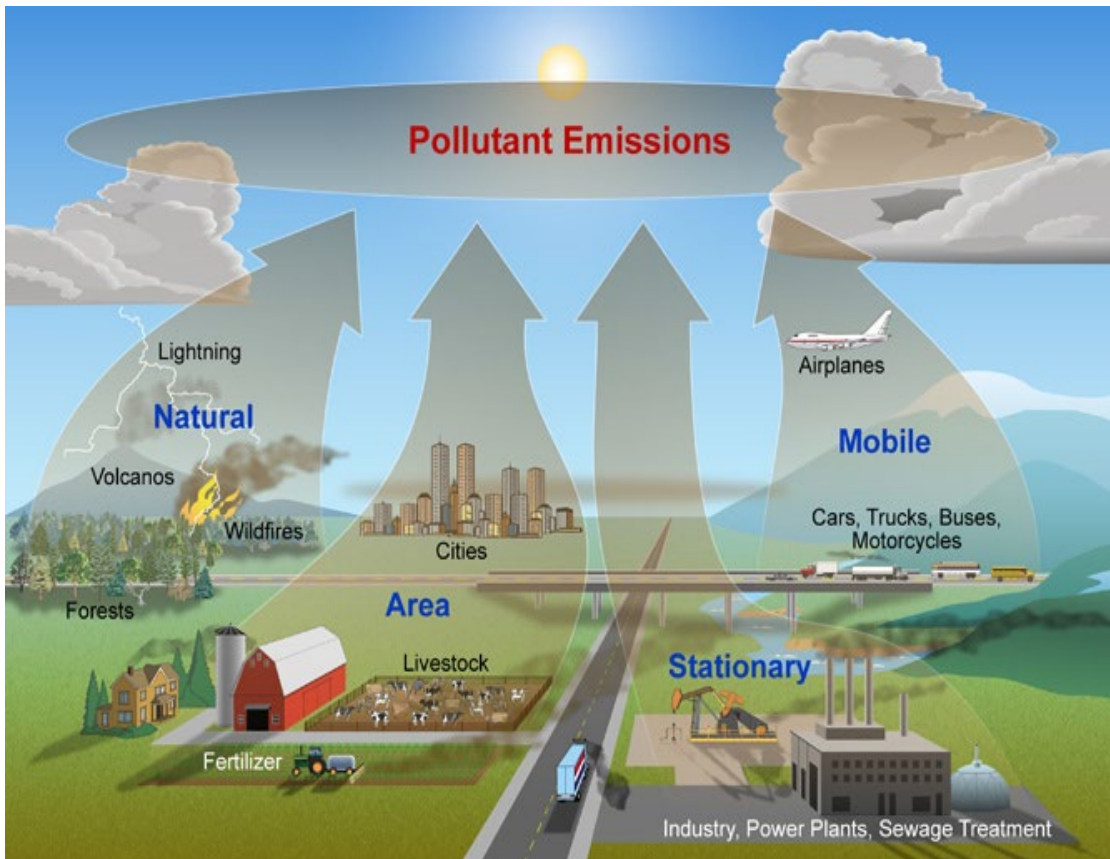 Pollutant Emissions
Lightning
Natural
Volcanos
Wildfires
Forests
Cities
Area
Livestock
Fertilizer
Airplanes
Mobile
Cars, Trucks, Buses,
Motorcycles
Stationary
Industry, Power Plants, Sewage Treatment